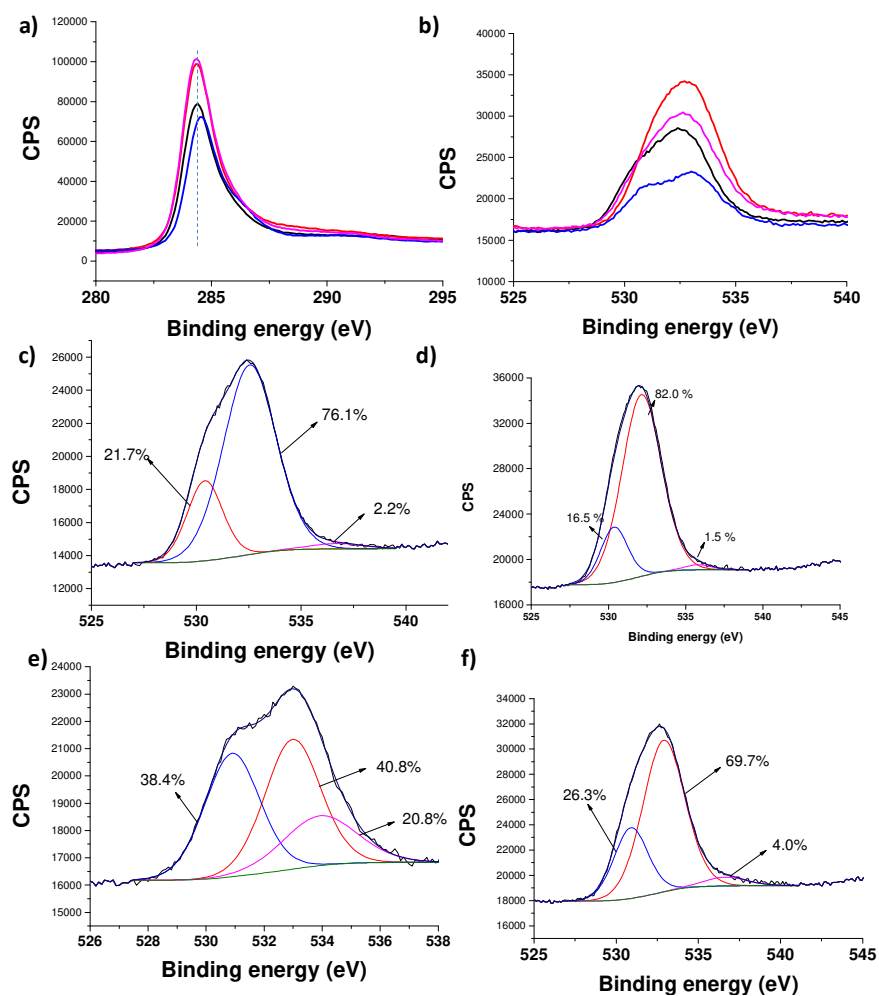 a)
120000
100000
80000
60000
40000
20000
0
CPS
280 285 290 295
Binding energy (eV)
b)
40000
35000
30000
25000
20000
15000
10000
CPS
525 530 535 540
Binding energy (eV)
c)
26000
24000
22000
20000
18000
16000
14000
12000
CPS
21.7%
76.1%
2.2%
525 530 535 540
Binding energy (eV)
d)
36000
32000
28000
24000
20000
16000
CPS
82.0 %
16.5 %
1.5 %
525 530 535 540 545
Binding energy (eV)
e)
24000
23000
22000
21000
20000
19000
18000
17000
16000
15000
CPS
38.4%
40.8%
20.8%
526 528 530 532 534 536 538
Binding energy (eV)
f)
34000
32000
30000
28000
26000
24000
22000
20000
18000
16000
CPS
26.3%
69.7%
4.0%
525 530 535 540 545
Binding energy (eV)